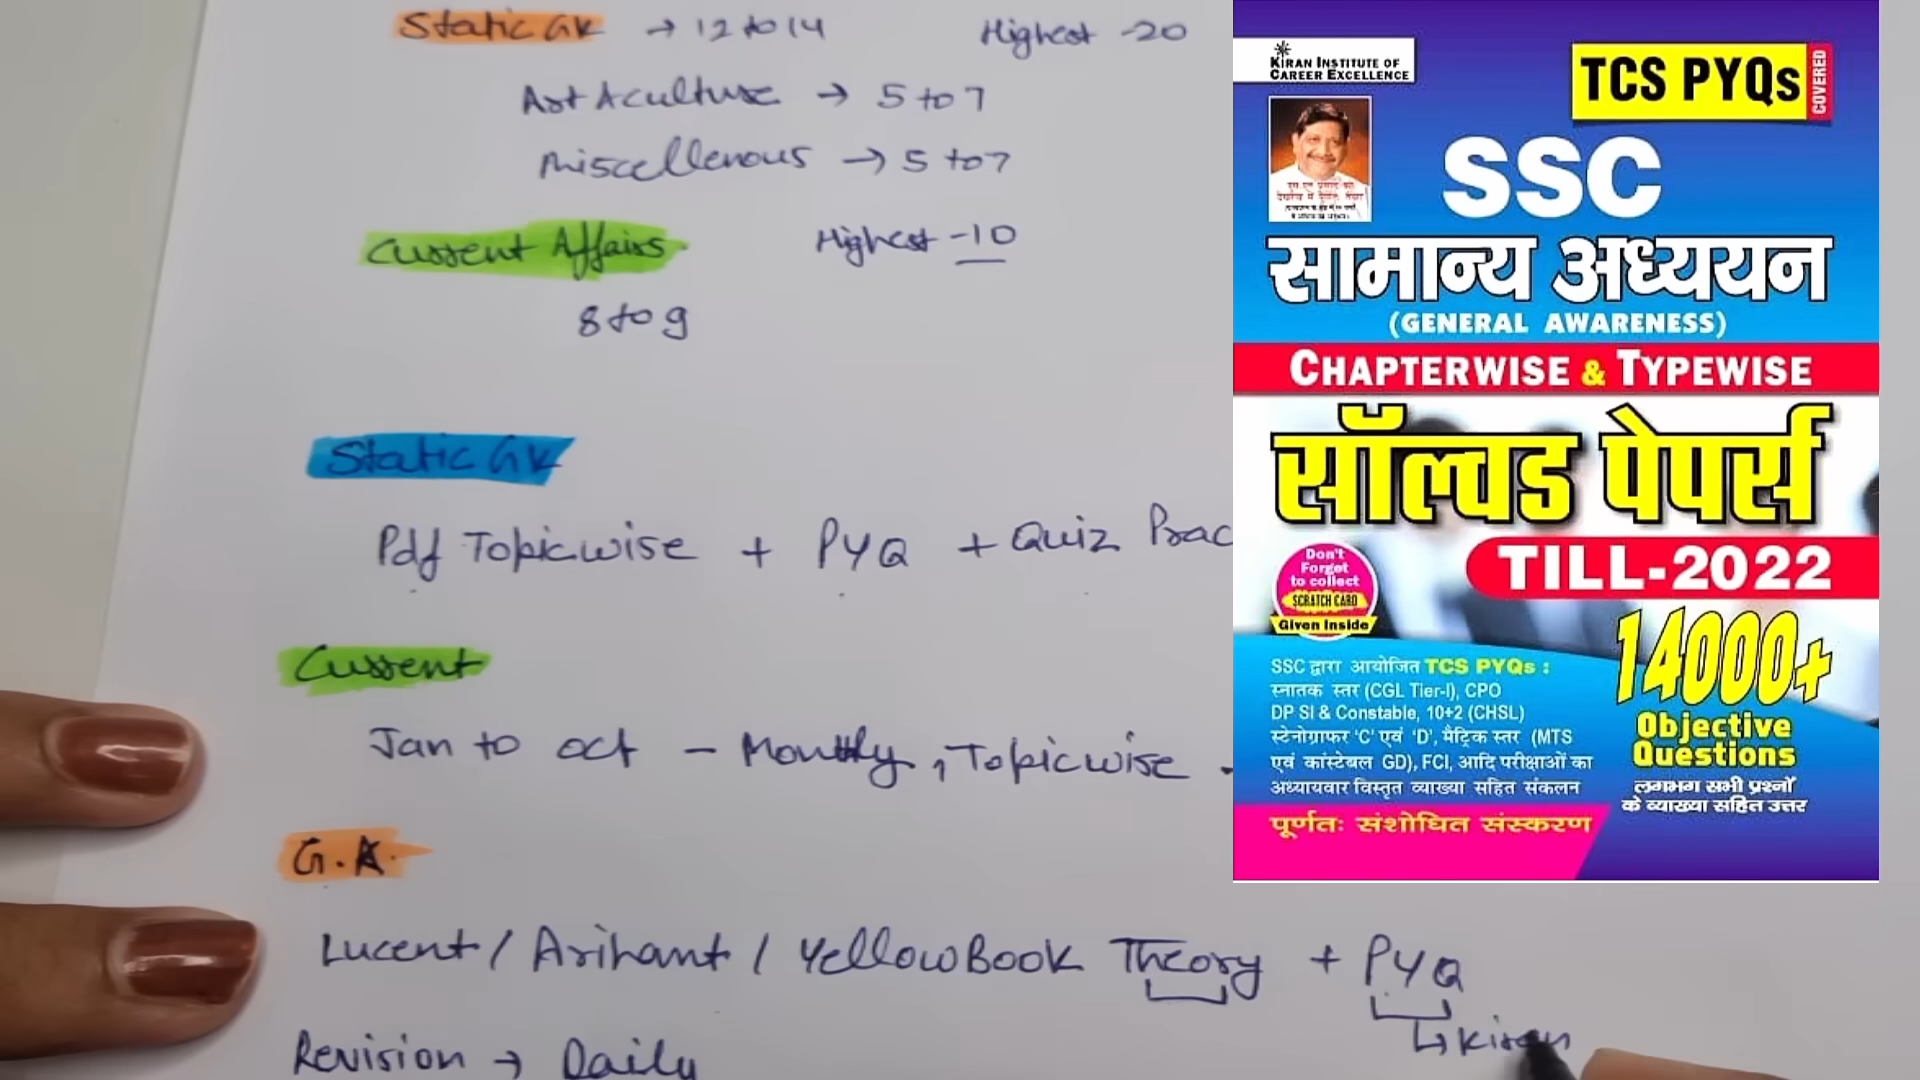 Static GK → 12 to 14 Highest -20
Art & culture → 5 to 7
Miscellenous → 5 to 7
Current Affairs Highest -10
8 to 9
Static GK
Pdf Topicwise + PYQ + Quiz Prac
Current
Jan to oct - Monthly, Topicwise
G.K.
Lucent / Arihant / Yellow Book Theory + PYQ
↳ Kiran
Revision → Daily
KIRAN INSTITUTE OF
CAREER EXCELLENCE
TCS PYQs
COVERED
SSC
सामान्य अध्ययन
(GENERAL AWARENESS)
CHAPTERWISE & TYPEWISE
सॉल्वड पेपर्स
TILL-2022
Don't
Forget
to collect
SCRATCH CARD
Given Inside
14000+
Objective
Questions
लगभग सभी प्रश्नों
के व्याख्या सहित उत्तर
SSC द्वारा आयोजित TCS PYQs :
स्नातक स्तर (CGL Tier-I), CPO
DP SI & Constable, 10+2 (CHSL)
स्टेनोग्राफर 'C' एवं 'D', मैट्रिक स्तर (MTS
एवं कांस्टेबल GD), FCI, आदि परीक्षाओं का
अध्यायवार विस्तृत व्याख्या सहित संकलन
पूर्णतः संशोधित संस्करण